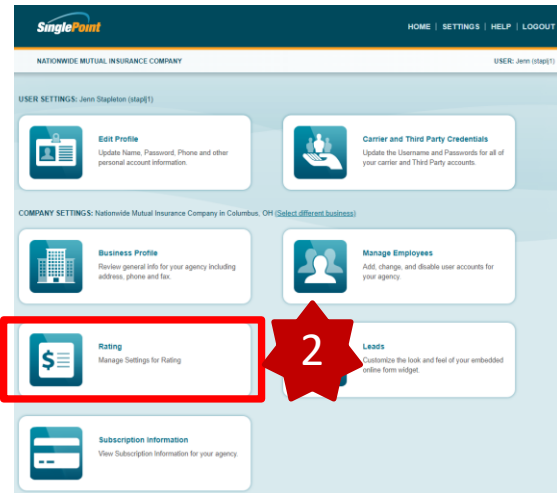 SinglePoint
HOME | SETTINGS | HELP | LOGOUT
NATIONWIDE MUTUAL INSURANCE COMPANY
USER: Jenn (staplj1)
USER SETTINGS: Jenn Stapleton (staplj1)
Edit Profile
Update Name, Password, Phone and other
personal account information.
Carrier and Third Party Credentials
Update the Username and Passwords for all of
your carrier and Third Party accounts.
COMPANY SETTINGS: Nationwide Mutual Insurance Company in Columbus, OH (Select different business)
Business Profile
Review general info for your agency including
address, phone and fax.
Manage Employees
Add, change, and disable user accounts for
your agency.
Rating
Manage Settings for Rating
2
Leads
Customize the look and feel of your embedded
online form widget.
Subscription Information
View Subscription Information for your agency.